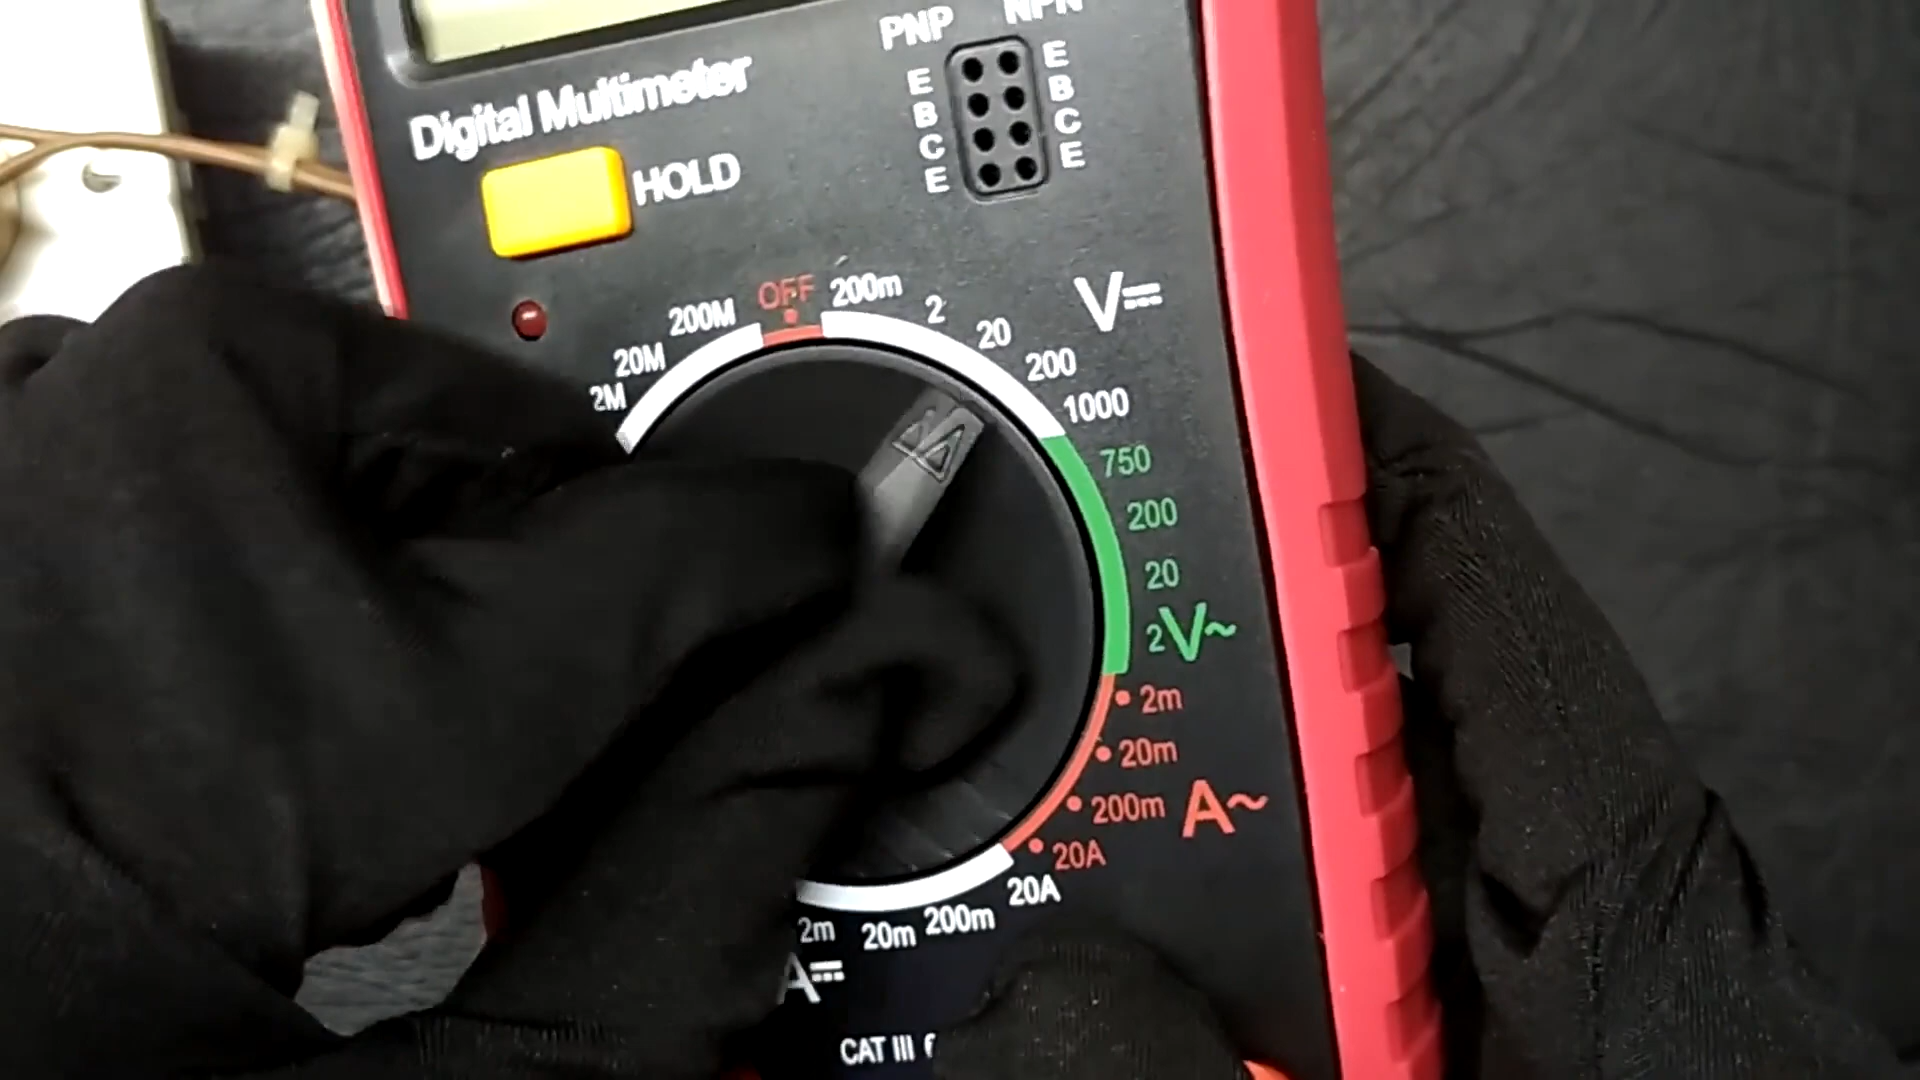 PNP NPN
E E
B B
C C
E E
Digital Multimeter
HOLD
OFF
200m
2
20
200
1000
V
750
200
20
2
V~
2m
20m
200m
20A
A~
20A
200m
20m
2m
A
200M
20M
2M
CAT III